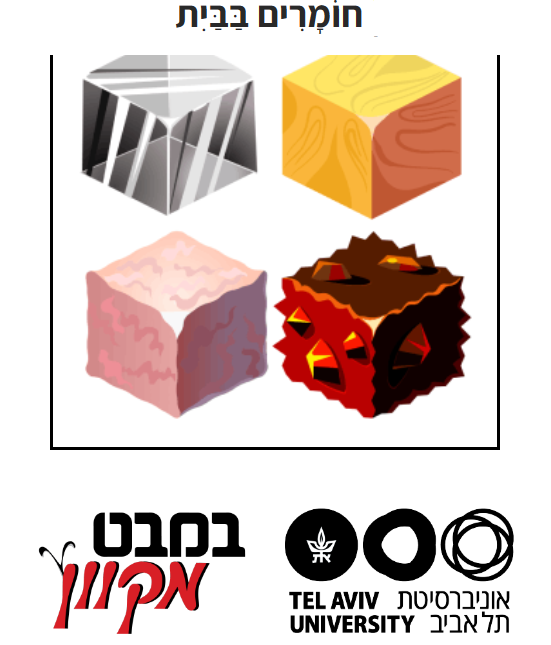 חוֹמָרִים בַּבַּיִת
במבט
מקוון
TEL AVIV אוניברסיטת
UNIVERSITY תל אביב